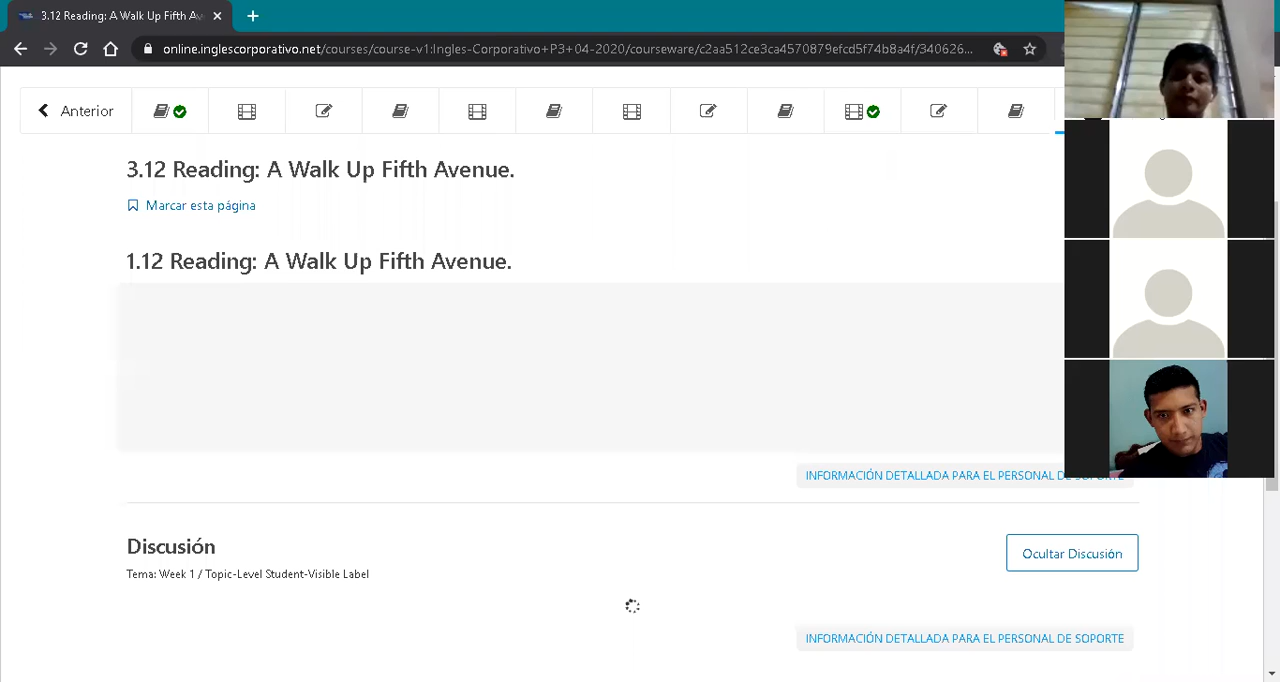 3.12 Reading: A Walk Up Fifth Av
online.inglescorporativo.net/courses/course-v1:Ingles-Corporativo+P3+04-2020/courseware/c2aa512ce3ca4570879efcd5f74b8a4f/340626...
Anterior
3.12 Reading: A Walk Up Fifth Avenue.
Marcar esta página
1.12 Reading: A Walk Up Fifth Avenue.
INFORMACIÓN DETALLADA PARA EL PERSONAL DE SOPORTE
Discusión
Ocultar Discusión
Tema: Week 1 / Topic-Level Student-Visible Label
INFORMACIÓN DETALLADA PARA EL PERSONAL DE SOPORTE